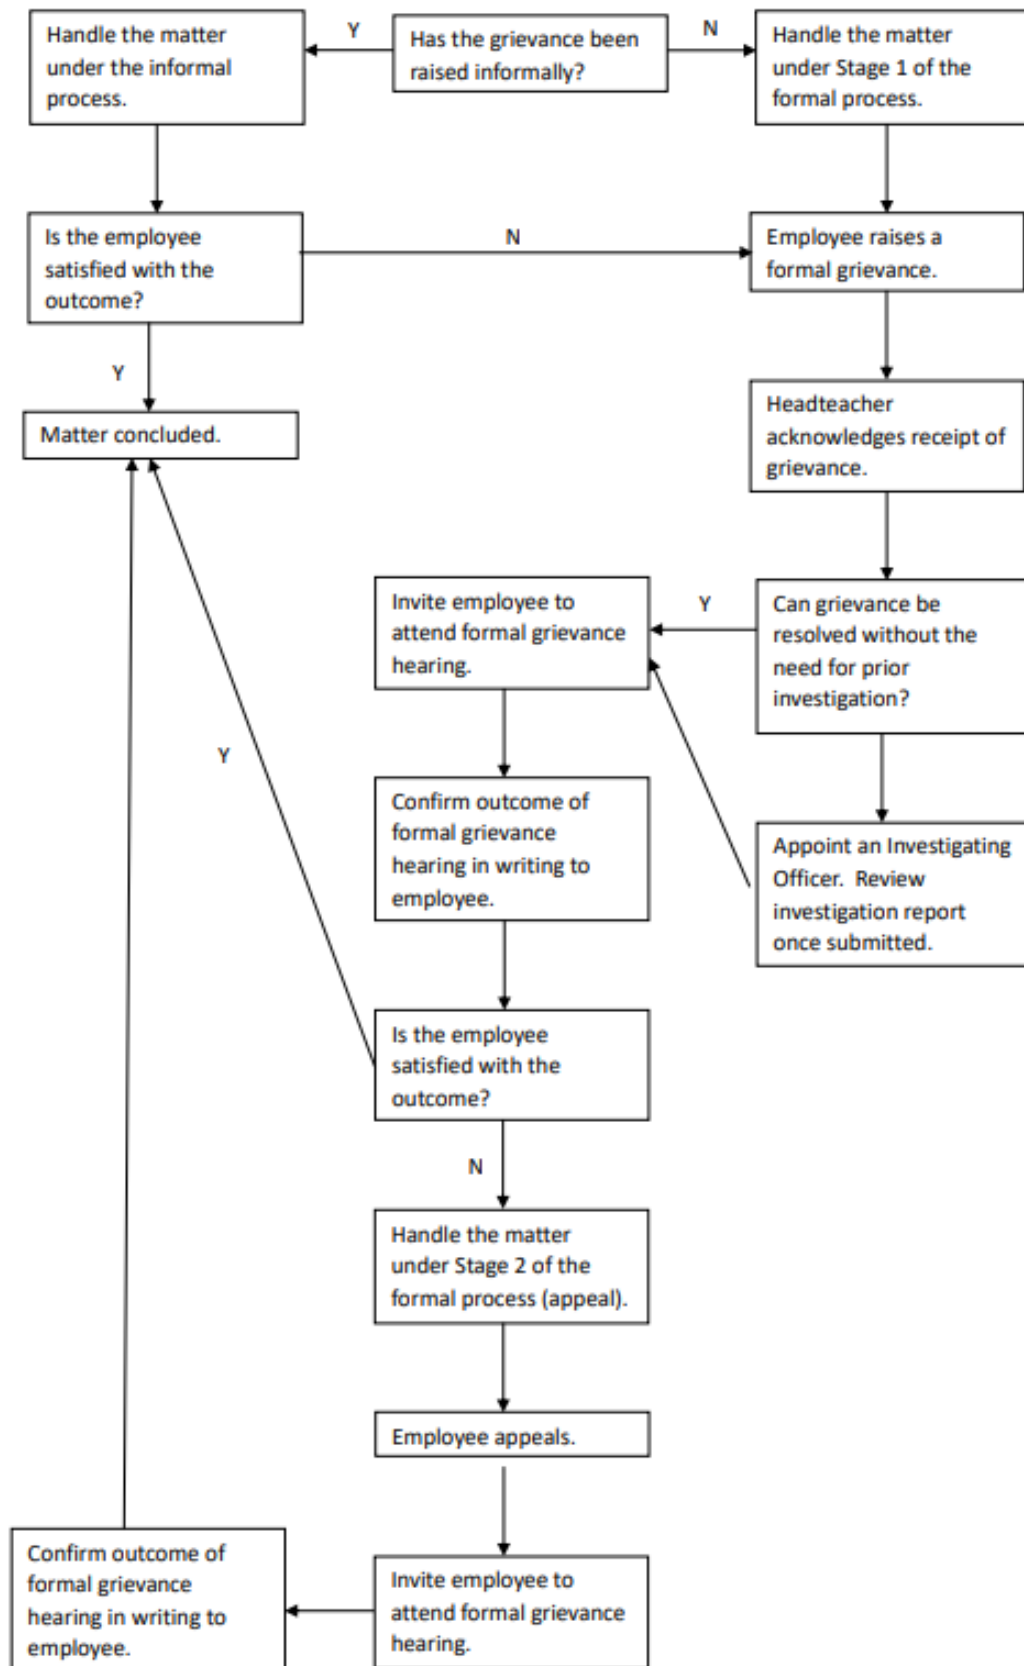 Handle the matter
under the informal
process.
Y
Has the grievance been
raised informally?
N
Handle the matter
under Stage 1 of the
formal process.
Is the employee
satisfied with the
outcome?
N
Employee raises a
formal grievance.
Y
Matter concluded.
Headteacher
acknowledges receipt of
grievance.
Invite employee to
attend formal grievance
hearing.
Y
Can grievance be
resolved without the
need for prior
investigation?
Y
Confirm outcome of
formal grievance
hearing in writing to
employee.
Appoint an Investigating
Officer.  Review
investigation report
once submitted.
Is the employee
satisfied with the
outcome?
N
Handle the matter
under Stage 2 of the
formal process (appeal).
Employee appeals.
Confirm outcome of
formal grievance
hearing in writing to
employee.
Invite employee to
attend formal grievance
hearing.